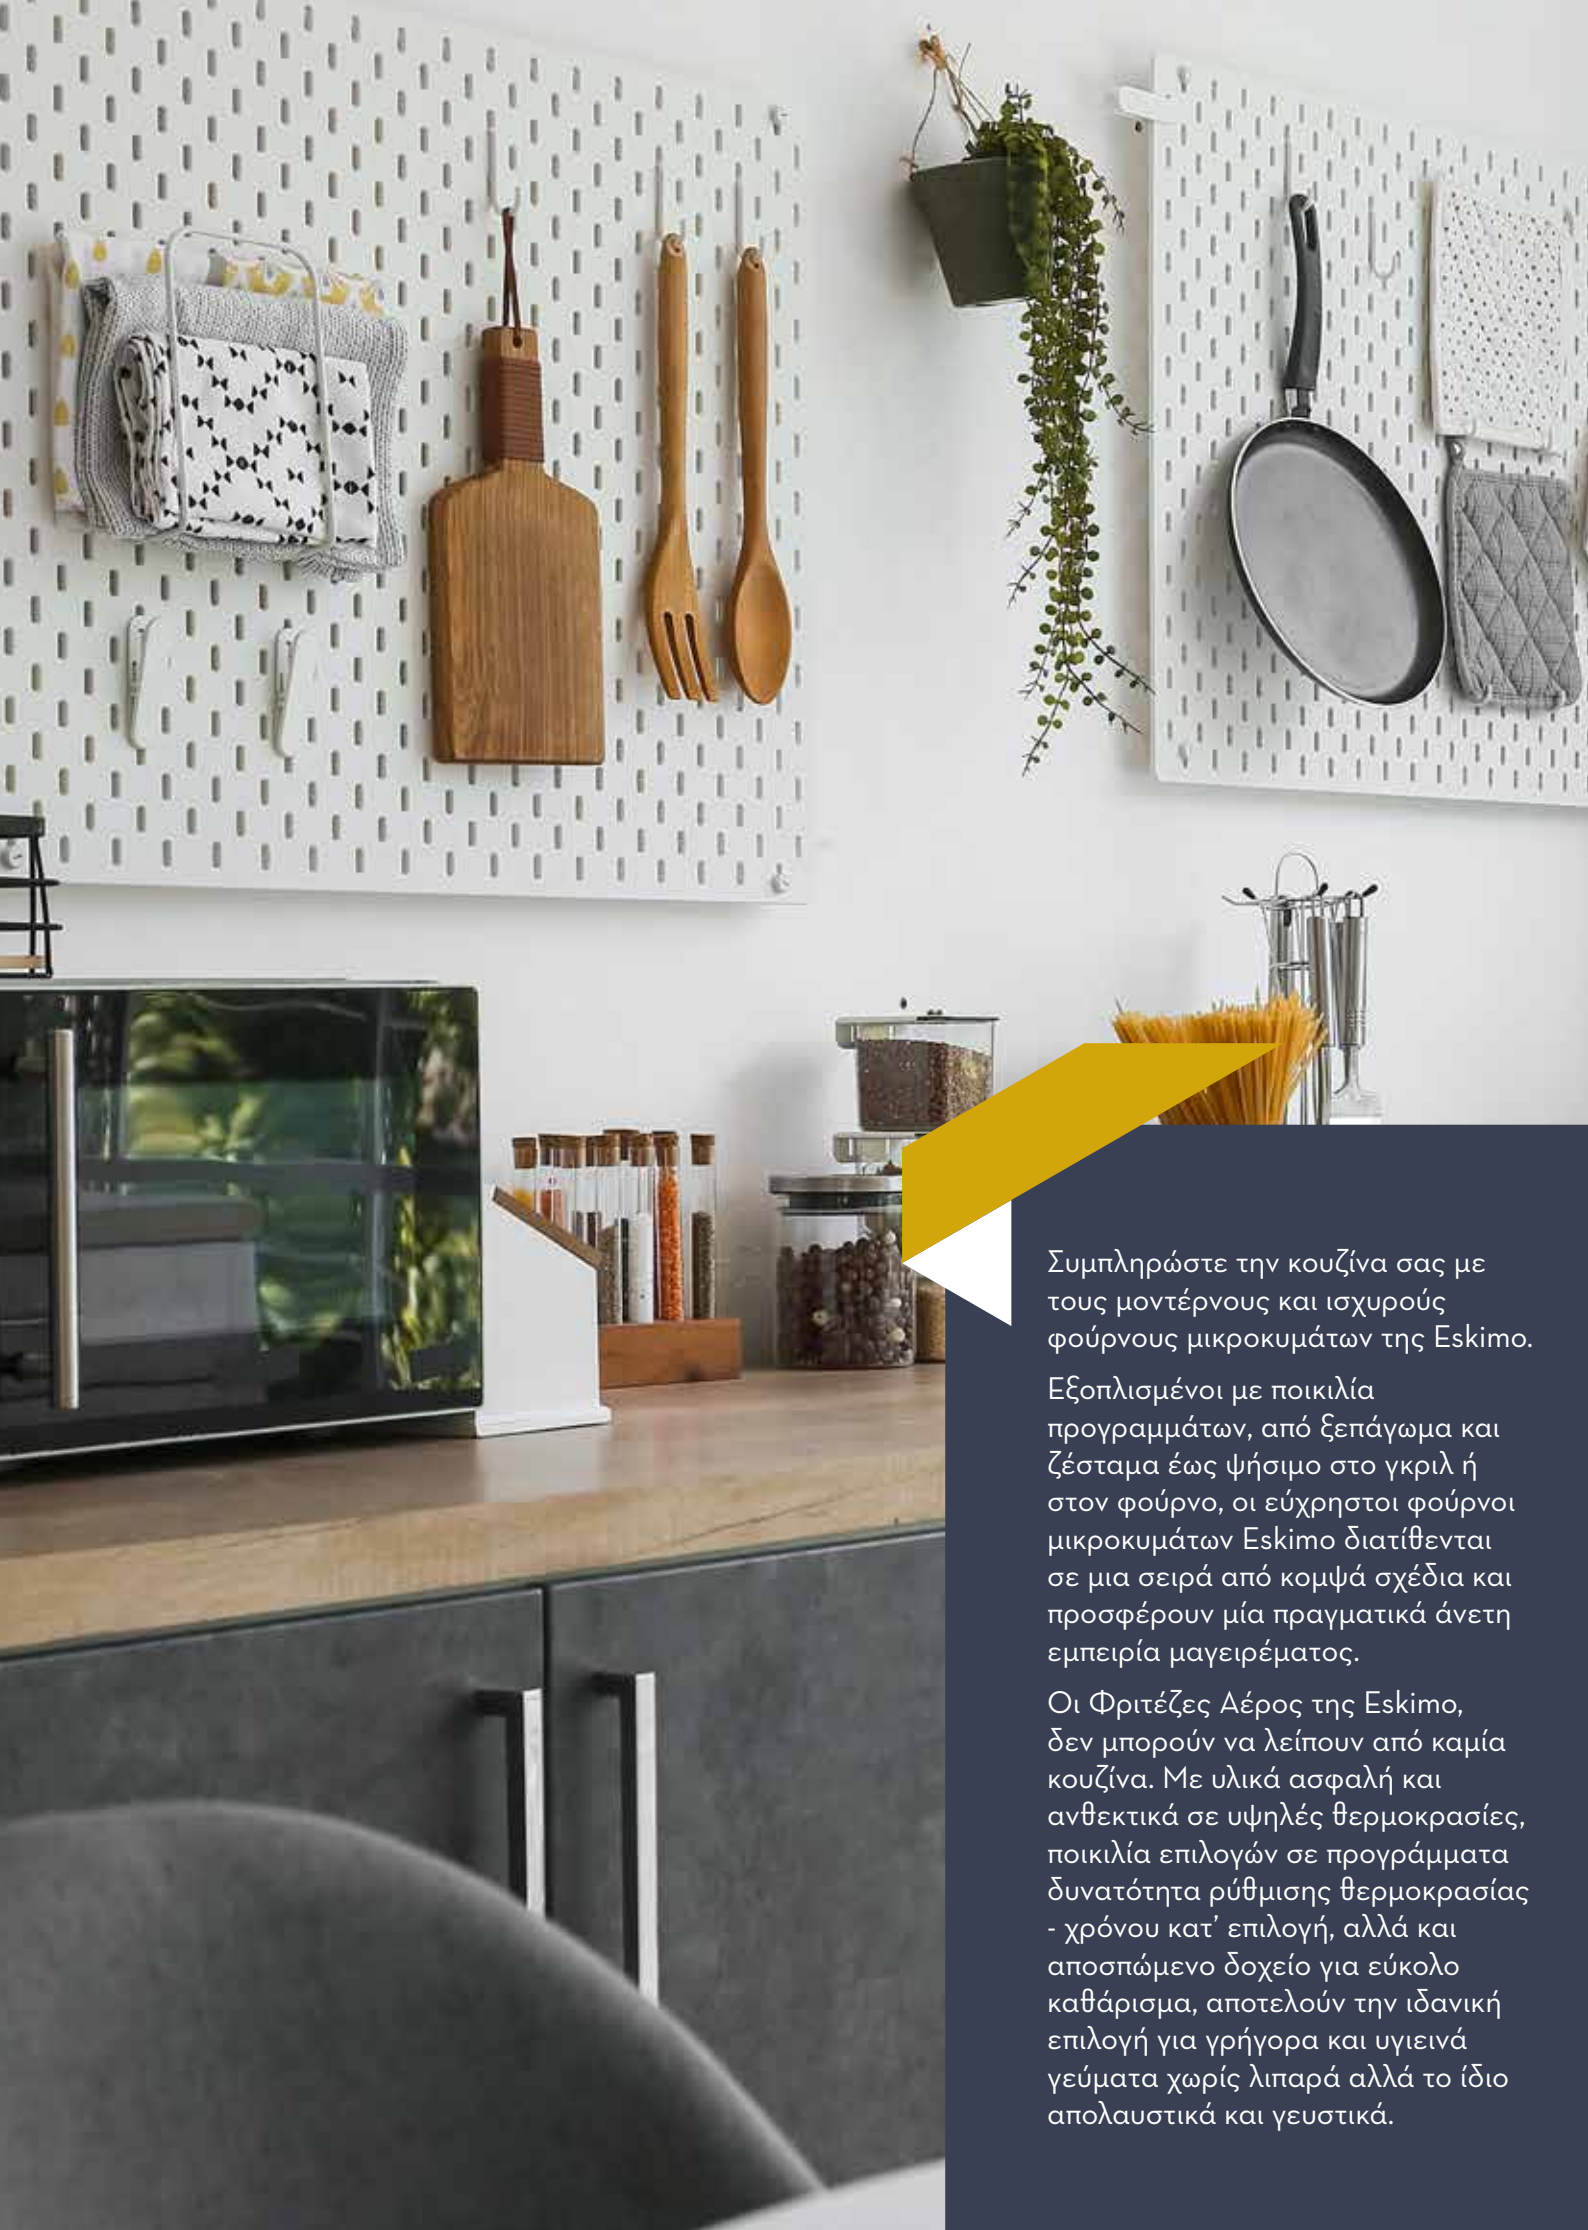 Συμπληρώστε την κουζίνα σας με
τους μοντέρνους και ισχυρούς
φούρνους μικροκυμάτων της Eskimo.
Εξοπλισμένοι με ποικιλία
προγραμμάτων, από ξεπάγωμα και
ζέσταμα έως ψήσιμο στο γκριλ ή
στον φούρνο, οι εύχρηστοι φούρνοι
μικροκυμάτων Eskimo διατίθενται
σε μια σειρά από κομψά σχέδια και
προσφέρουν μία πραγματικά άνετη
εμπειρία μαγειρέματος.
Οι Φριτέζες Αέρος της Eskimo,
δεν μπορούν να λείπουν από καμία
κουζίνα. Με υλικά ασφαλή και
ανθεκτικά σε υψηλές θερμοκρασίες,
ποικιλία επιλογών σε προγράμματα
δυνατότητα ρύθμισης θερμοκρασίας
- χρόνου κατ’ επιλογή, αλλά και
αποσπώμενο δοχείο για εύκολο
καθάρισμα, αποτελούν την ιδανική
επιλογή για γρήγορα και υγιεινά
γεύματα χωρίς λιπαρά αλλά το ίδιο
απολαυστικά και γευστικά.